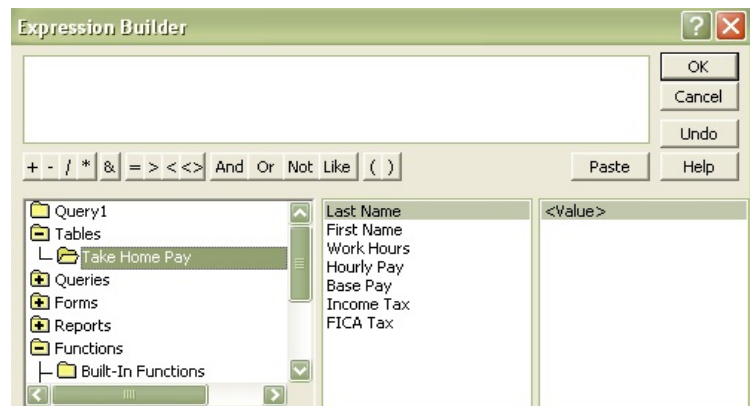 Expression Builder
OK
Cancel
Undo
+ - / * & = > < <> And Or Not Like ( ) Paste Help
Query1
Tables
Take Home Pay
Queries
Forms
Reports
Functions
Built-In Functions
Last Name
First Name
Work Hours
Hourly Pay
Base Pay
Income Tax
FICA Tax
<Value>